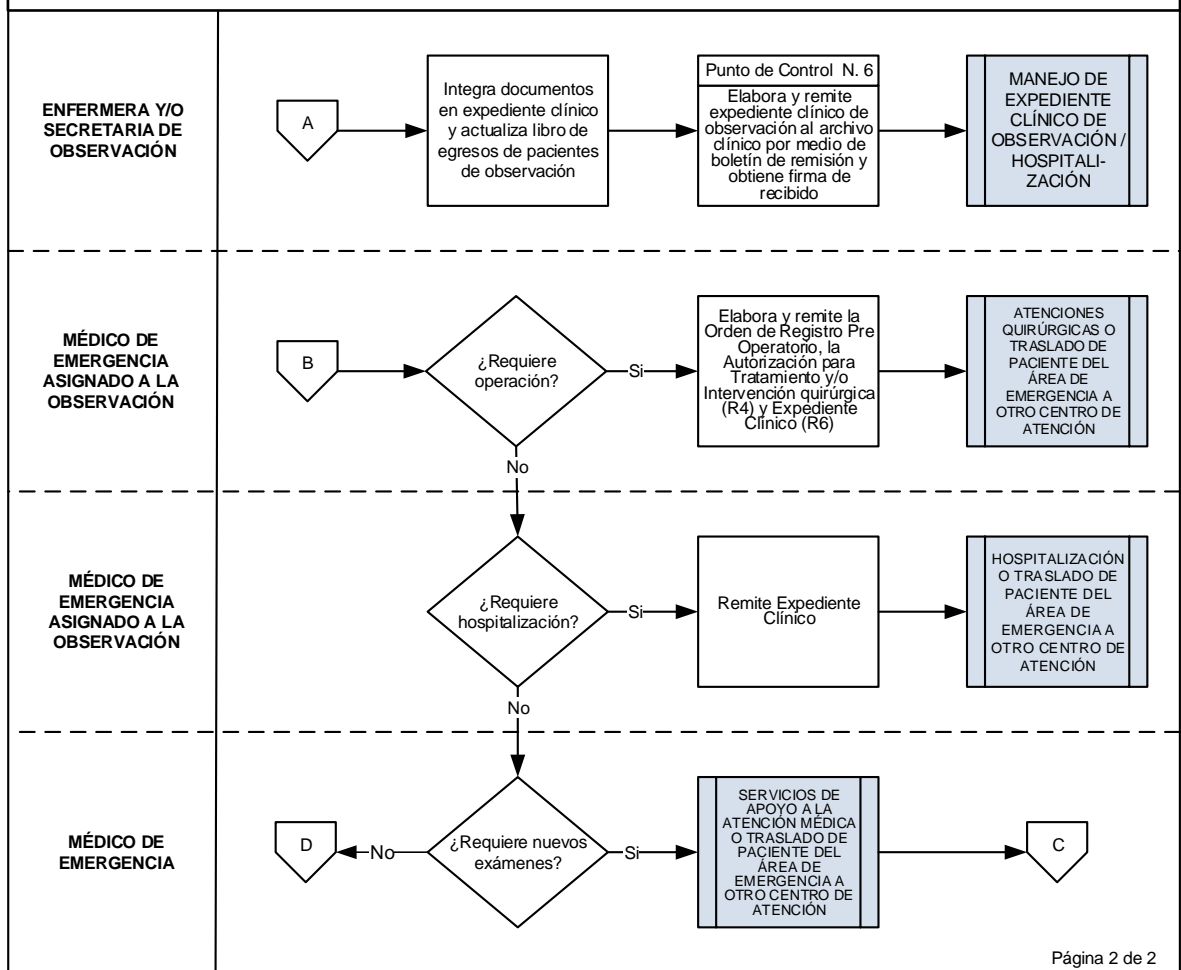 ENFERMERA Y/O
SECRETARIA DE
OBSERVACIÓN
A
Integra documentos
en expediente clínico
y actualiza libro de
egresos de pacientes
de observación
Punto de Control N. 6
Elabora y remite
expediente clínico de
observación al archivo
clínico por medio de
boletín de remisión y
obtiene firma de
recibido
MANEJO DE
EXPEDIENTE
CLÍNICO DE
OBSERVACIÓN /
HOSPITALI-
ZACIÓN
MÉDICO DE
EMERGENCIA
ASIGNADO A LA
OBSERVACIÓN
B
¿Requiere
operación?
Si
Elabora y remite la
Orden de Registro Pre
Operatorio, la
Autorización para
Tratamiento y/o
Intervención quirúrgica
(R4) y Expediente
Clínico (R6)
ATENCIONES
QUIRÚRGICAS O
TRASLADO DE
PACIENTE DEL
ÁREA DE
EMERGENCIA A
OTRO CENTRO DE
ATENCIÓN
No
MÉDICO DE
EMERGENCIA
ASIGNADO A LA
OBSERVACIÓN
¿Requiere
hospitalización?
Si
Remite Expediente
Clínico
HOSPITALIZACIÓN
O TRASLADO DE
PACIENTE DEL
ÁREA DE
EMERGENCIA A
OTRO CENTRO DE
ATENCIÓN
No
MÉDICO DE
EMERGENCIA
D
No
¿Requiere nuevos
exámenes?
Si
SERVICIOS DE
APOYO A LA
ATENCIÓN MÉDICA
O TRASLADO DE
PACIENTE DEL
ÁREA DE
EMERGENCIA A
OTRO CENTRO DE
ATENCIÓN
C
Página 2 de 2